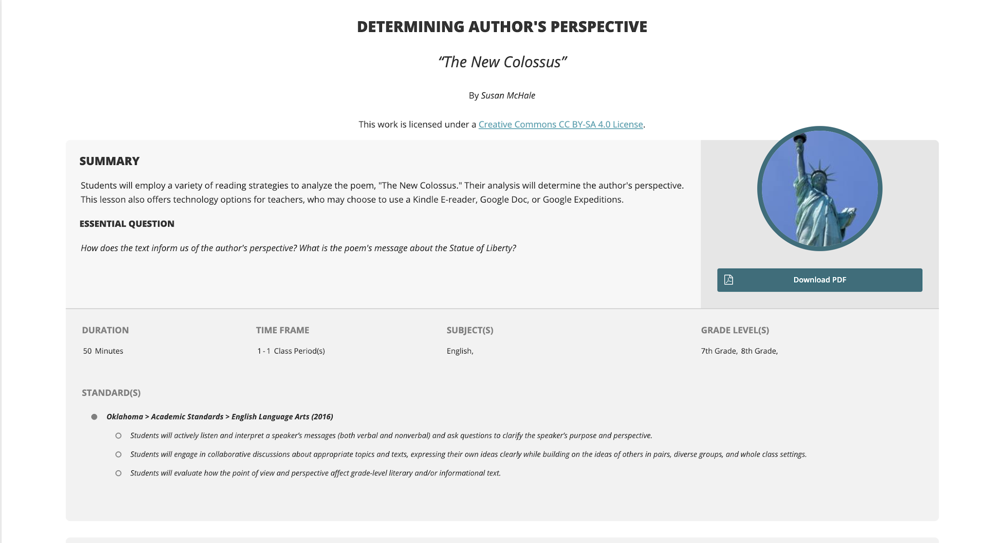 DETERMINING AUTHOR'S PERSPECTIVE
“The New Colossus”
By Susan McHale
This work is licensed under a Creative Commons CC BY-SA 4.0 License.
SUMMARY
Students will employ a variety of reading strategies to analyze the poem, "The New Colossus." Their analysis will determine the author's perspective.
This lesson also offers technology options for teachers, who may choose to use a Kindle E-reader, Google Doc, or Google Expeditions.
ESSENTIAL QUESTION
How does the text inform us of the author's perspective? What is the poem's message about the Statue of Liberty?
Download PDF
DURATION
50 Minutes
TIME FRAME
1 - 1 Class Period(s)
SUBJECT(S)
English,
GRADE LEVEL(S)
7th Grade, 8th Grade,
STANDARD(S)
Oklahoma > Academic Standards > English Language Arts (2016)
Students will actively listen and interpret a speaker’s messages (both verbal and nonverbal) and ask questions to clarify the speaker’s purpose and perspective.
Students will engage in collaborative discussions about appropriate topics and texts, expressing their own ideas clearly while building on the ideas of others in pairs, diverse groups, and whole class settings.
Students will evaluate how the point of view and perspective affect grade-level literary and/or informational text.